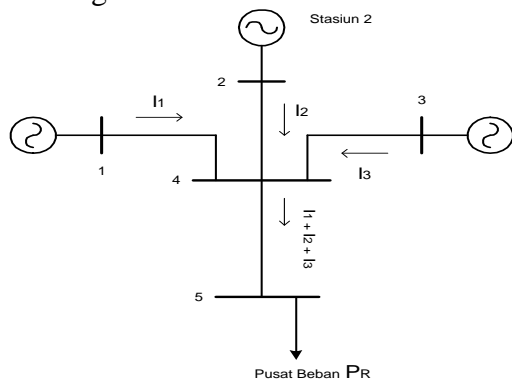 Stasiun 2
2
I2
I1
3
1
I3
4
I1 + I2 + I3
5
Pusat Beban PR